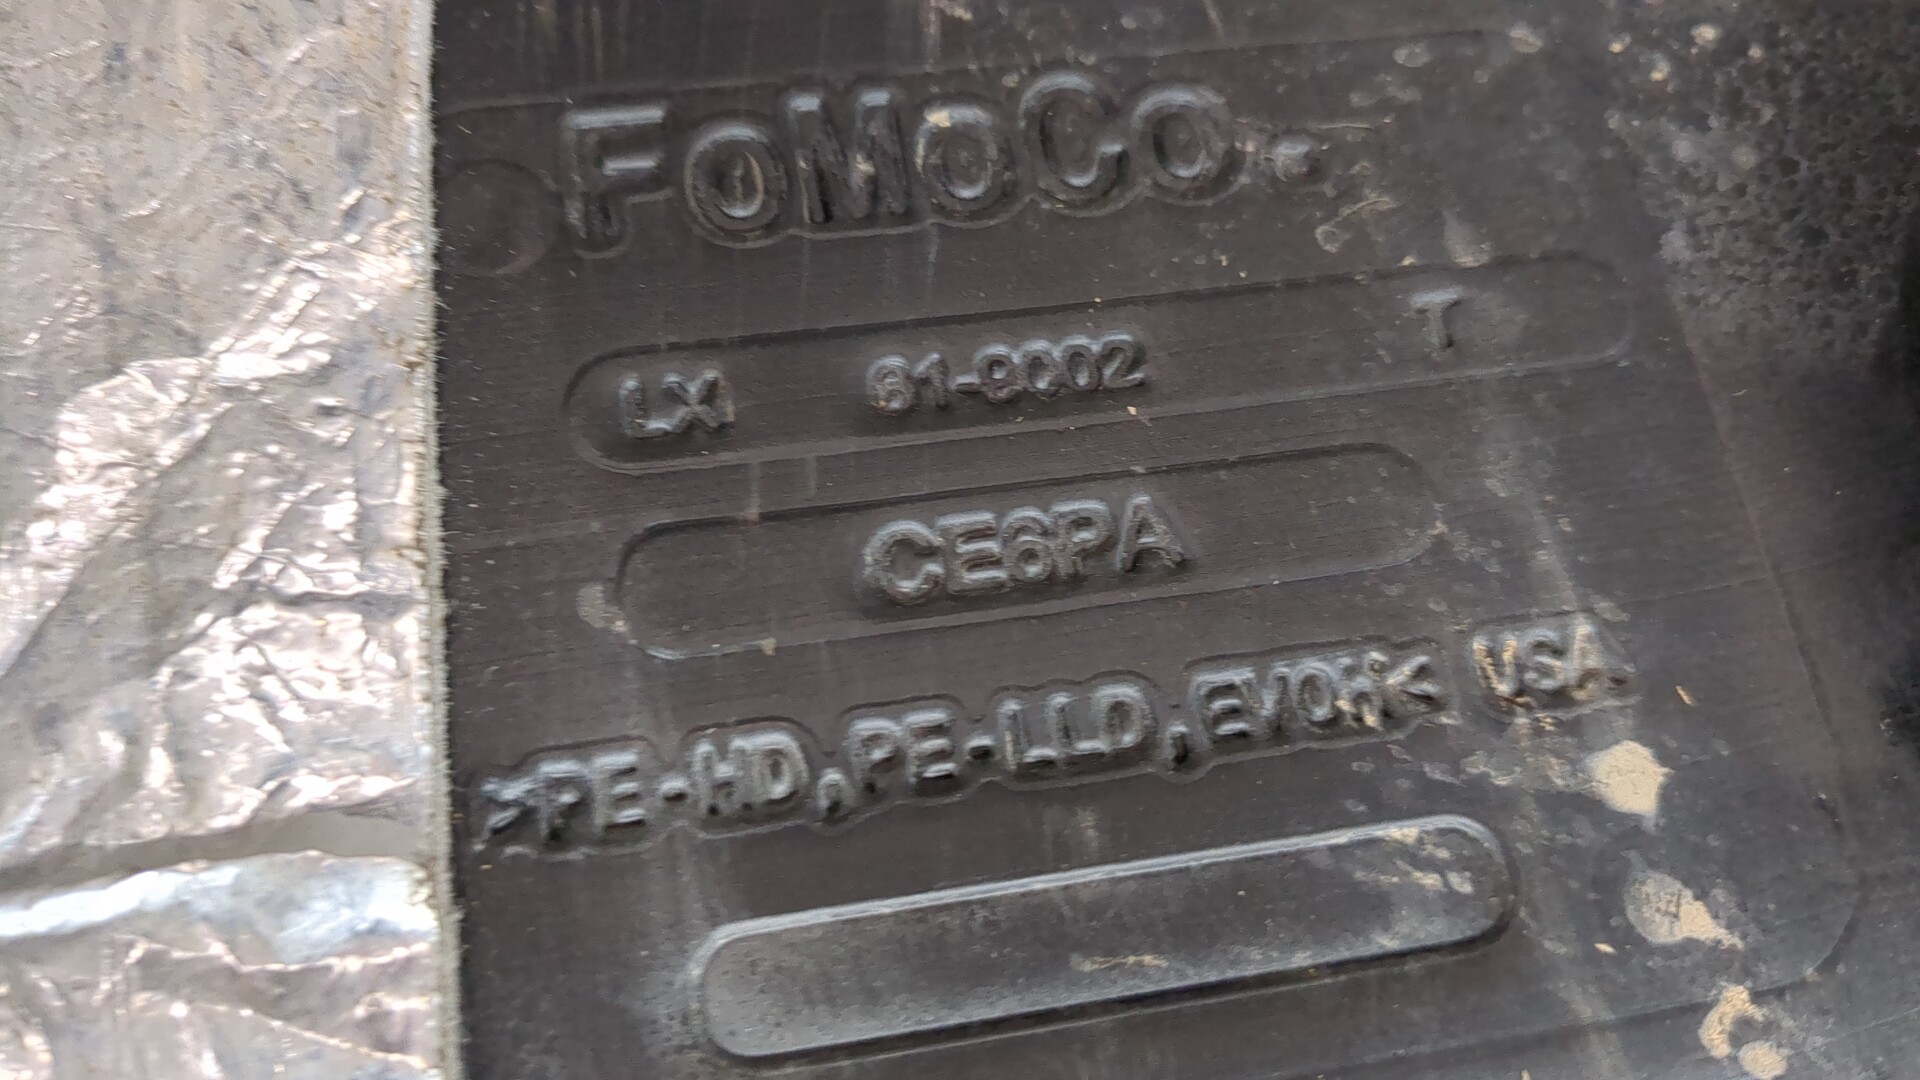 FoMoCo.
LX 61-9002 T
CE6PA
>PE-HD,PE-LLD,EVOH< USA